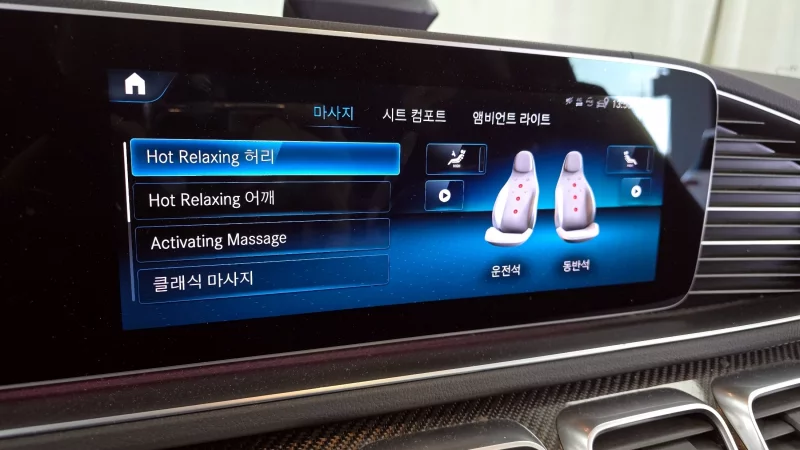 마사지 시트 컴포트 앰비언트 라이트
Hot Relaxing 허리
Hot Relaxing 어깨
Activating Massage
클래식 마사지
운전석 동반석